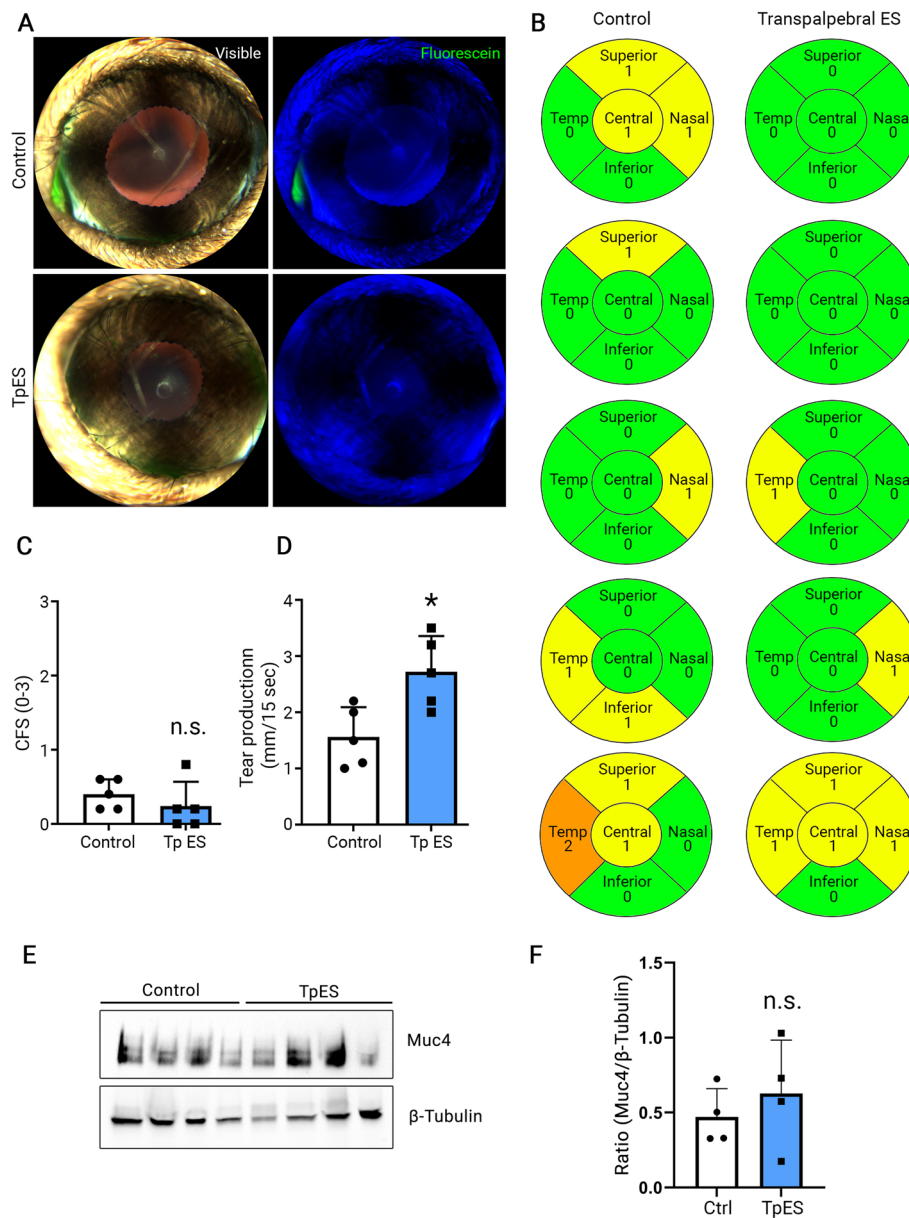 A
Visible
Fluorescein
Control
TpES
B
Control
Transpalpebral ES
Superior
1
Temp
0
Central
1
Nasal
1
Inferior
0
Superior
0
Temp
0
Central
0
Nasal
0
Inferior
0
Superior
1
Temp
0
Central
0
Nasal
0
Inferior
0
Superior
0
Temp
0
Central
0
Nasal
0
Inferior
0
Superior
0
Temp
0
Central
0
Nasal
1
Inferior
0
Superior
0
Temp
1
Central
0
Nasal
0
Inferior
0
Superior
0
Temp
1
Central
0
Nasal
0
Inferior
1
Superior
0
Temp
0
Central
0
Nasal
1
Inferior
0
Superior
1
Temp
2
Central
1
Nasal
0
Inferior
0
Superior
1
Temp
1
Central
1
Nasal
1
Inferior
0
C
CFS (0-3)
3
2
1
0
n.s.
Control
Tp ES
D
Tear productionn
(mm/15 sec)
4
3
2
1
0
*
Control
Tp ES
E
Control
TpES
Muc4
β-Tubulin
F
Ratio (Muc4/β-Tubulin)
1.5
1.0
0.5
0.0
n.s.
Ctrl
TpES